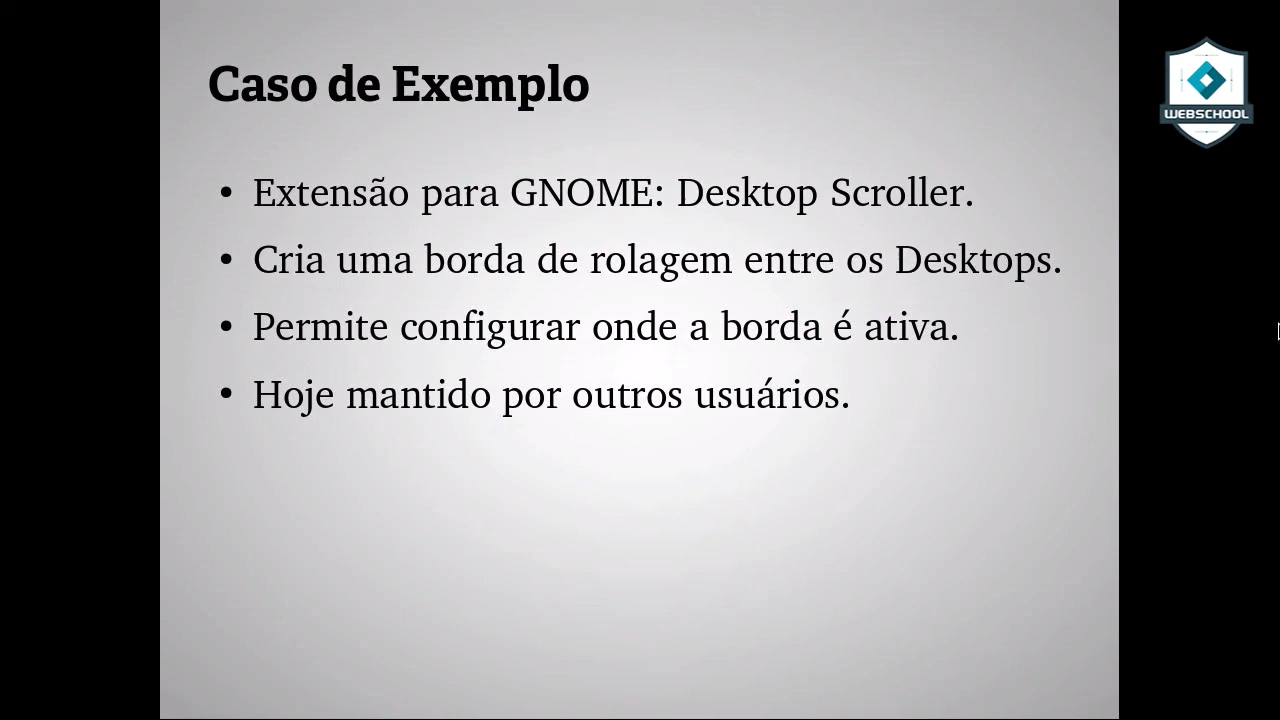 Caso de Exemplo
WEBSCHOOL
• Extensão para GNOME: Desktop Scroller.
• Cria uma borda de rolagem entre os Desktops.
• Permite configurar onde a borda é ativa.
• Hoje mantido por outros usuários.